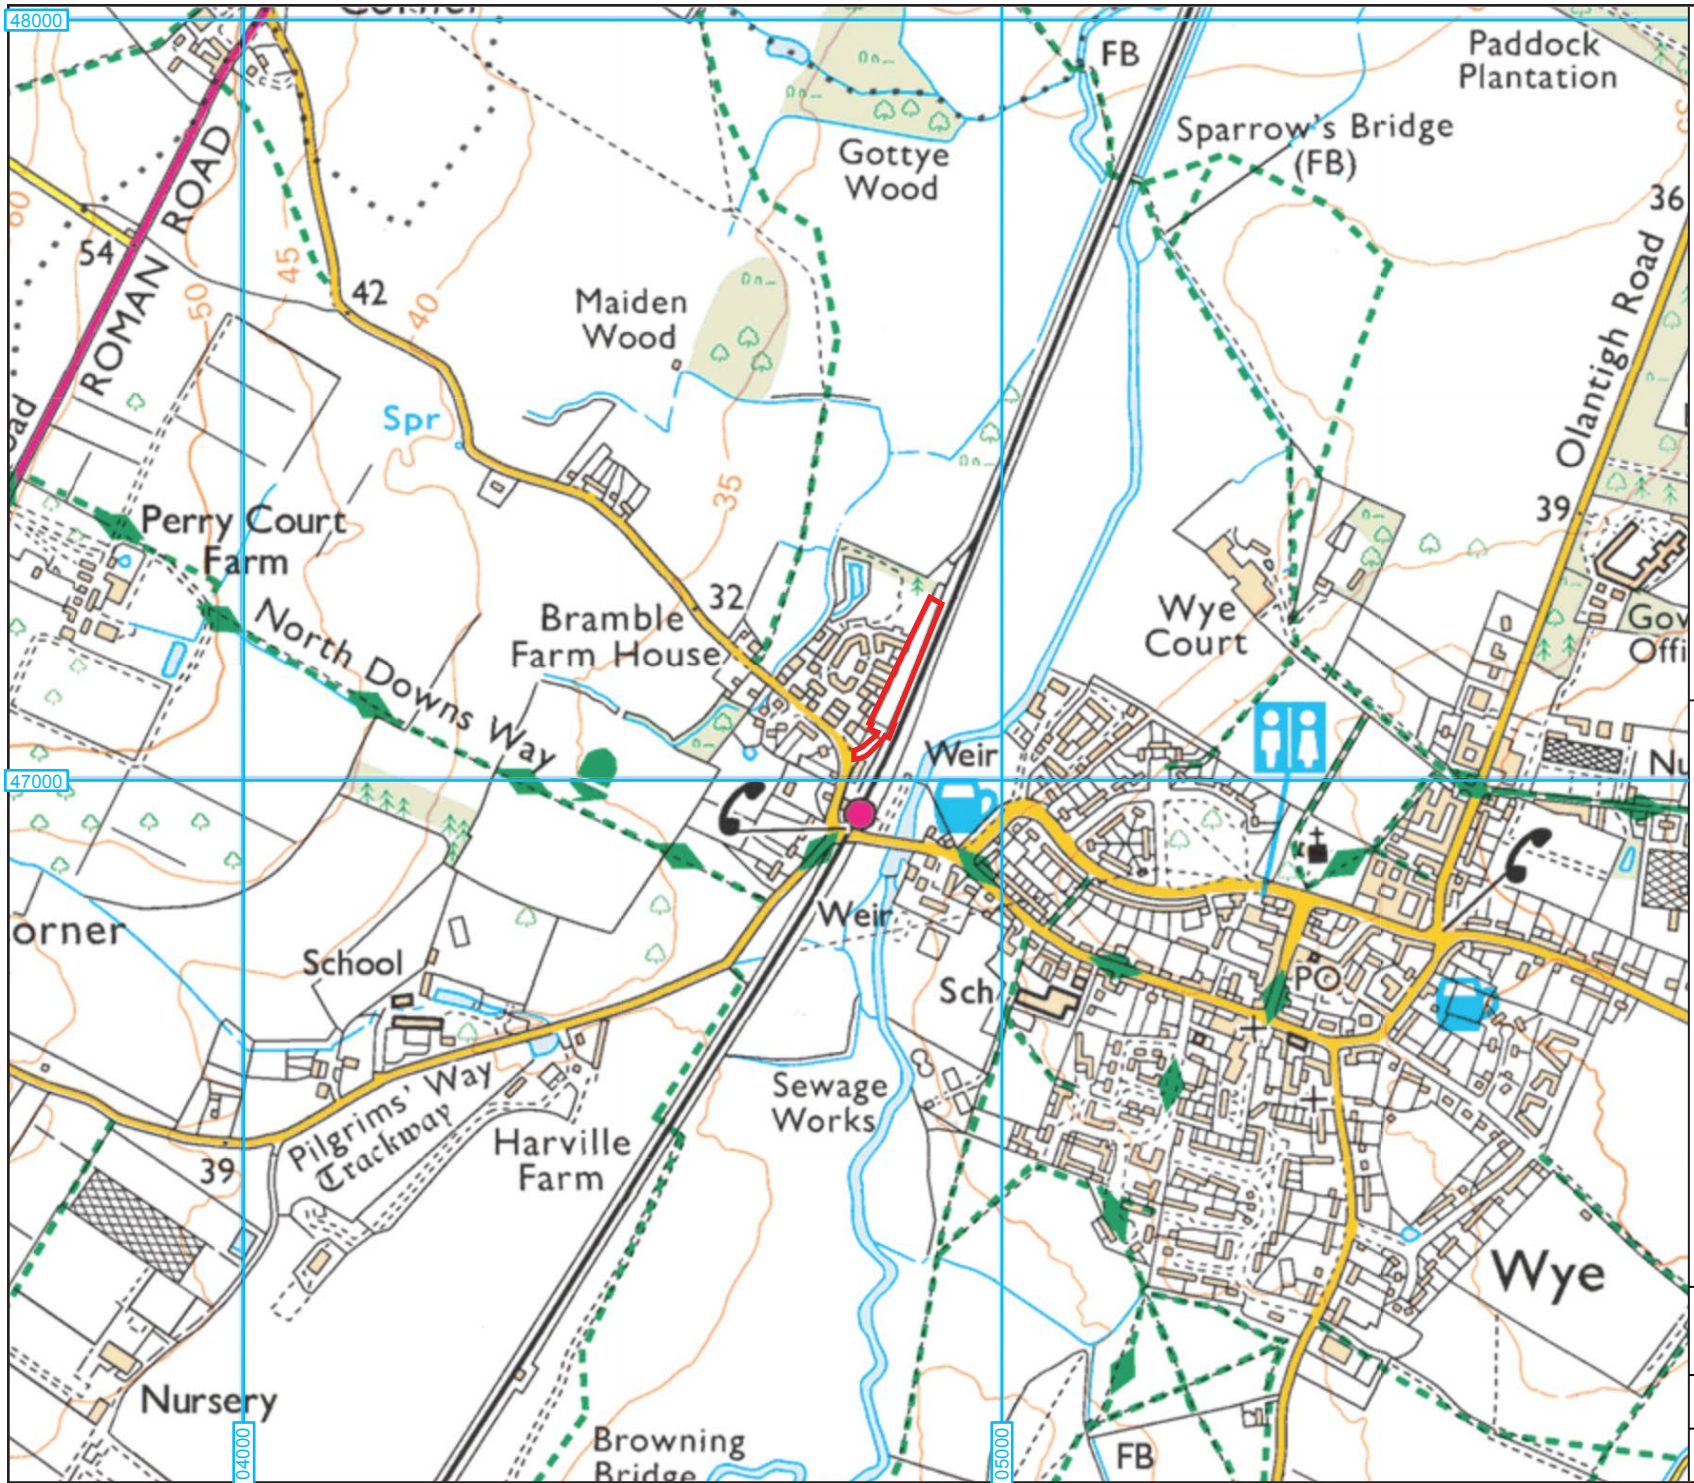 48000
Corner
FB
Paddock
Plantation
Sparrow's Bridge
(FB)
Gottye
Wood
36
ROMAN ROAD
54
60
45
50
42
40
Maiden
Wood
Olantigh Road
Spr
35
39
Perry Court
Farm
32
Bramble
Farm House
Wye
Court
North Downs Way
Weir
47000
Weir
orner
School
Sch
PO
Pilgrims' Way
Trackway
Sewage
Works
Harville
Farm
39
Wye
Nursery
Browning
Bridge
FB
04000
05000